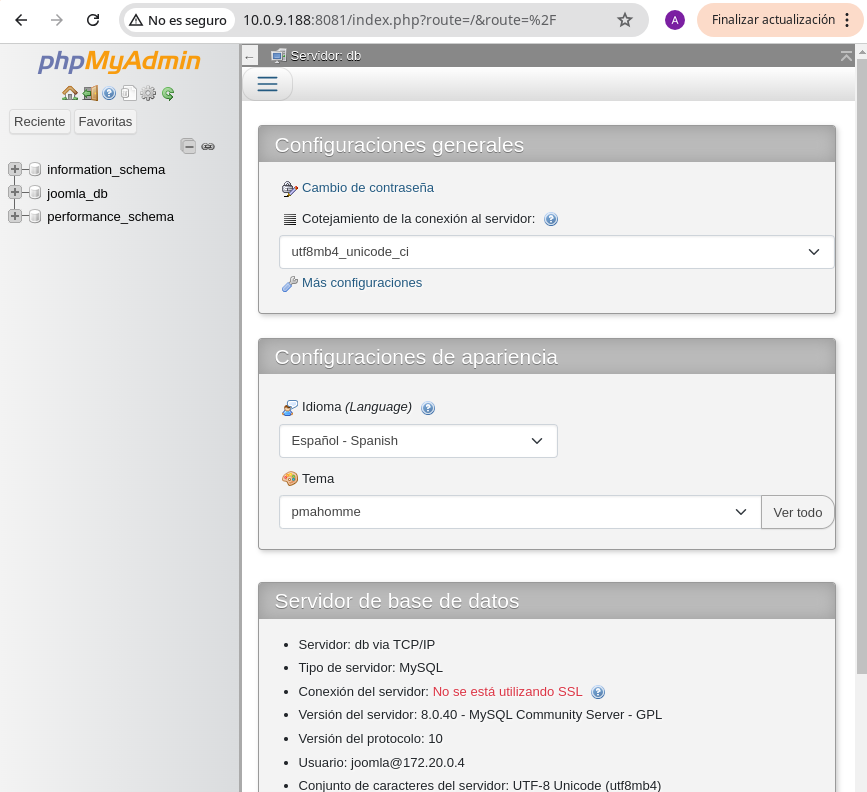 No es seguro
10.0.9.188:8081/index.php?route=/&route=%2F
A
Finalizar actualización
phpMyAdmin
Reciente
Favoritas
information_schema
joomla_db
performance_schema
Servidor: db
Configuraciones generales
Cambio de contraseña
Cotejamiento de la conexión al servidor:
utf8mb4_unicode_ci
Más configuraciones
Configuraciones de apariencia
Idioma (Language)
Español - Spanish
Tema
pmahomme
Ver todo
Servidor de base de datos
Servidor: db via TCP/IP
Tipo de servidor: MySQL
Conexión del servidor: No se está utilizando SSL
Versión del servidor: 8.0.40 - MySQL Community Server - GPL
Versión del protocolo: 10
Usuario: joomla@172.20.0.4
Conjunto de caracteres del servidor: UTF-8 Unicode (utf8mb4)